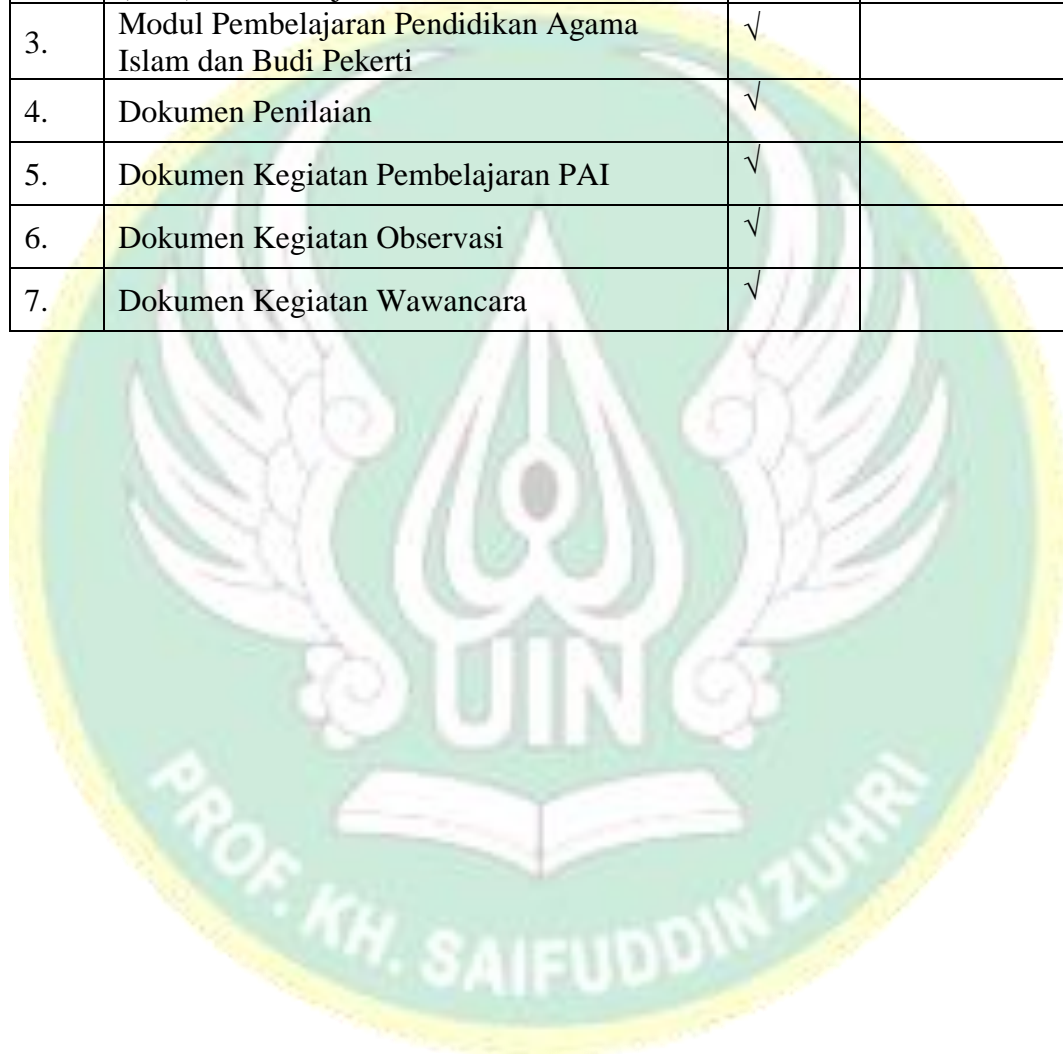 3. Modul Pembelajaran Pendidikan Agama √
Islam dan Budi Pekerti
4. Dokumen Penilaian √
5. Dokumen Kegiatan Pembelajaran PAI √
6. Dokumen Kegiatan Observasi √
7. Dokumen Kegiatan Wawancara √
UIN
PROF. KH. SAIFUDDIN ZUHRI